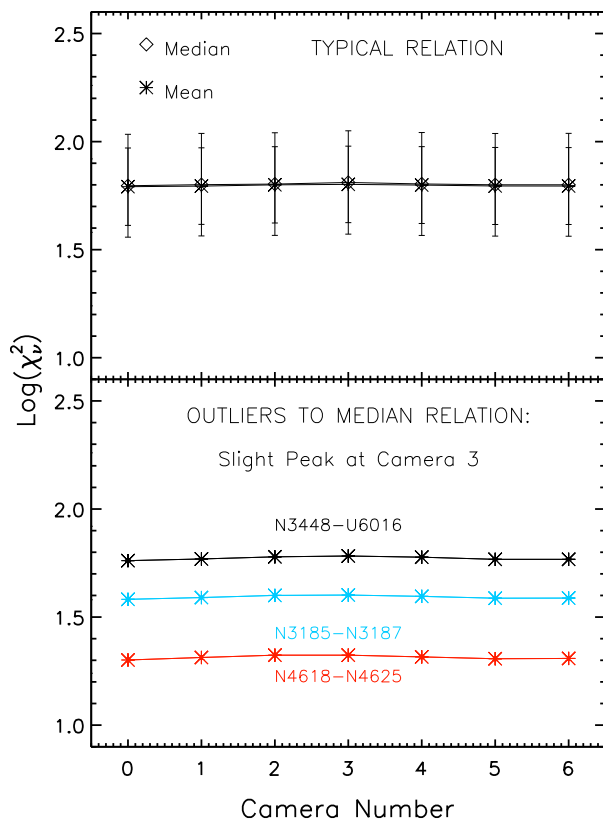 2.5
Median
TYPICAL RELATION
Mean
2.0
1.5
1.0
Log(χ²ν)
2.5
OUTLIERS TO MEDIAN RELATION:
Slight Peak at Camera 3
2.0
N3448−U6016
1.5
N3185−N3187
N4618−N4625
1.0
0 1 2 3 4 5 6
Camera Number